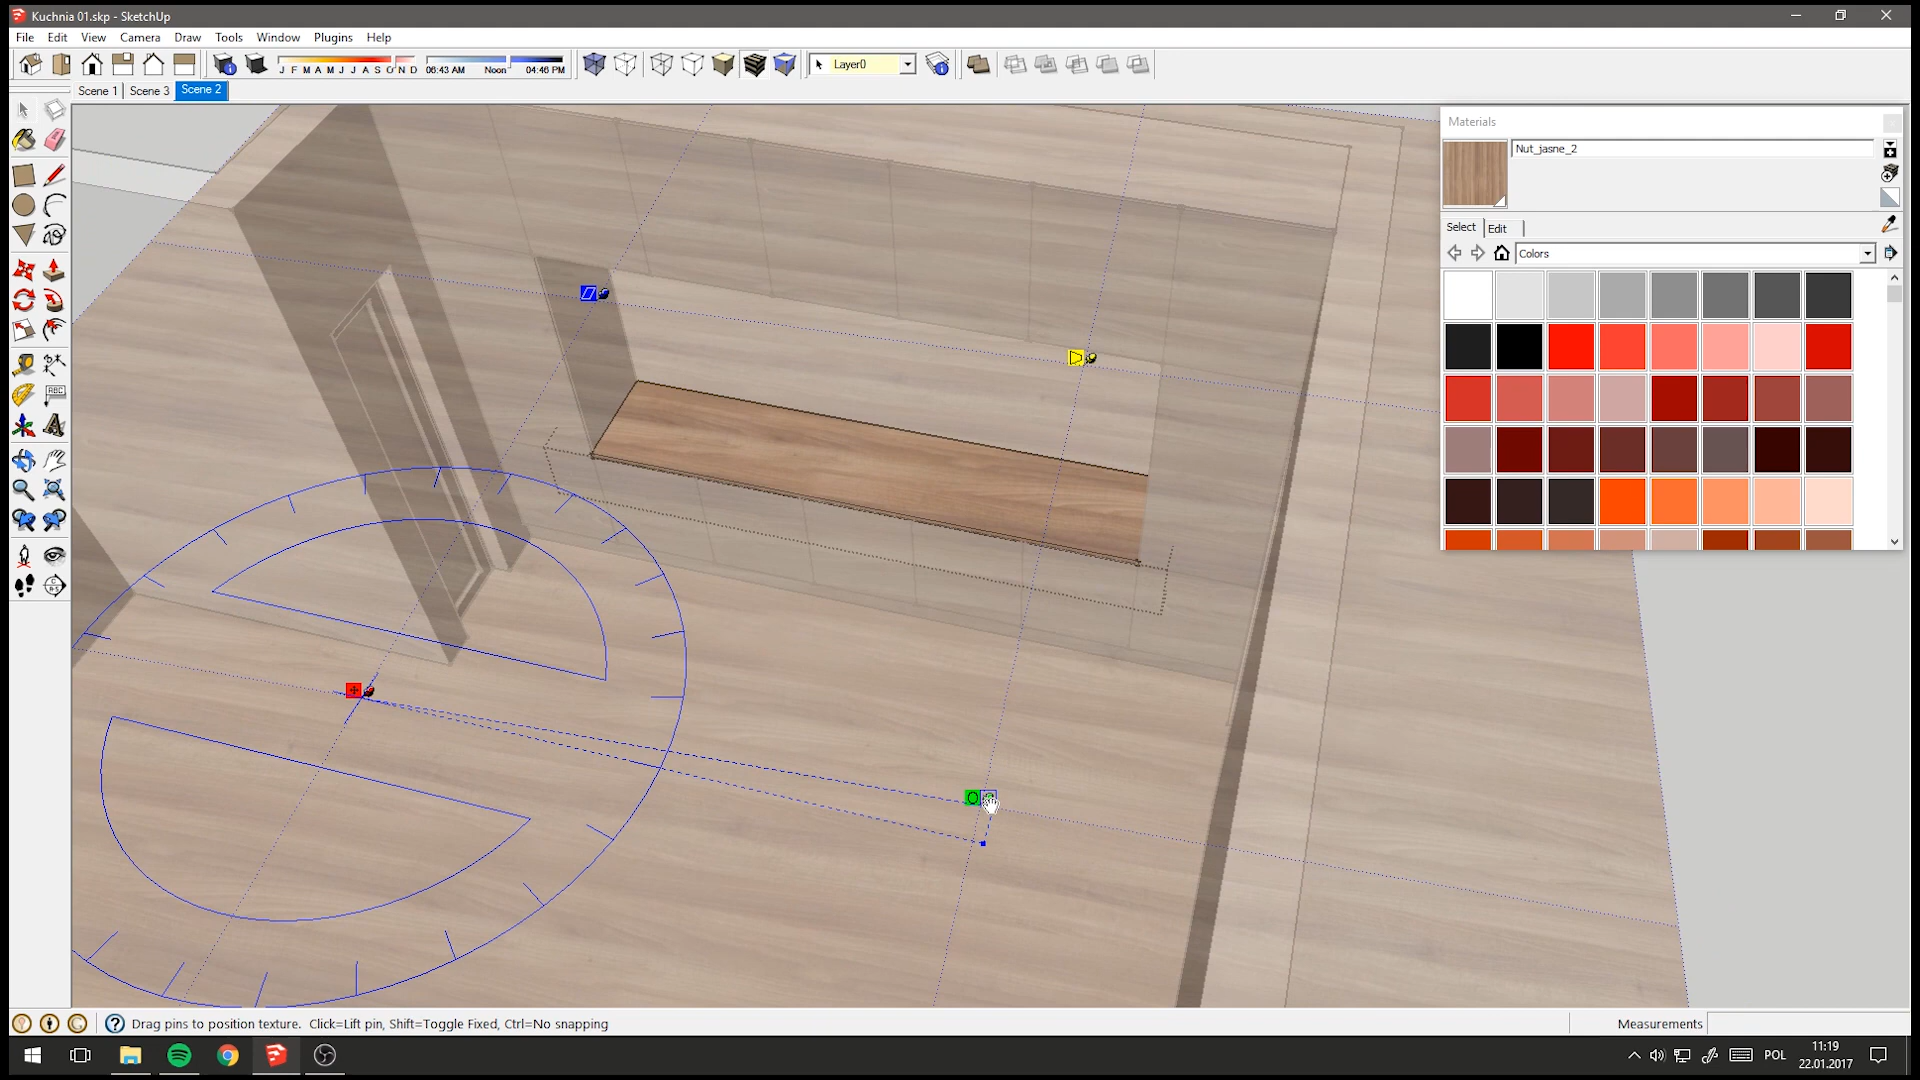 Kuchnia 01.skp - SketchUp
File Edit View Camera Draw Tools Window Plugins Help
J F M A M J J A S O N D 06:43 AM Noon 04:46 PM Layer0
Scene 1 Scene 3 Scene 2
Materials
Nut_jasne_2
Select Edit
Colors
ABC
Drag pins to position texture. Click=Lift pin, Shift=Toggle Fixed, Ctrl=No snapping
Measurements
POL
11:19
22.01.2017